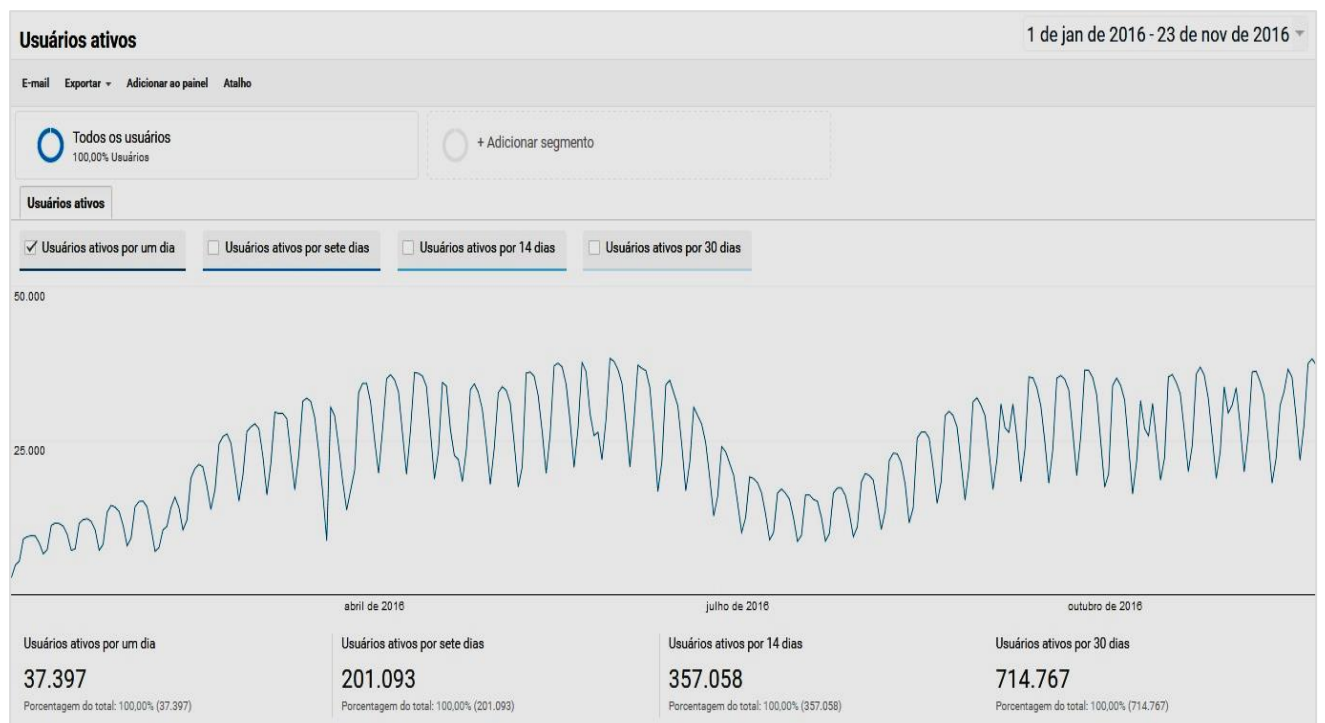 Usuários ativos
1 de jan de 2016 - 23 de nov de 2016
E-mail Exportar Adicionar ao painel Atalho
Todos os usuários
100,00% Usuários
+ Adicionar segmento
Usuários ativos
Usuários ativos por um dia
Usuários ativos por sete dias
Usuários ativos por 14 dias
Usuários ativos por 30 dias
50.000
25.000
abril de 2016 julho de 2016 outubro de 2016
Usuários ativos por um dia
37.397
Porcentagem do total: 100,00% (37.397)
Usuários ativos por sete dias
201.093
Porcentagem do total: 100,00% (201.093)
Usuários ativos por 14 dias
357.058
Porcentagem do total: 100,00% (357.058)
Usuários ativos por 30 dias
714.767
Porcentagem do total: 100,00% (714.767)